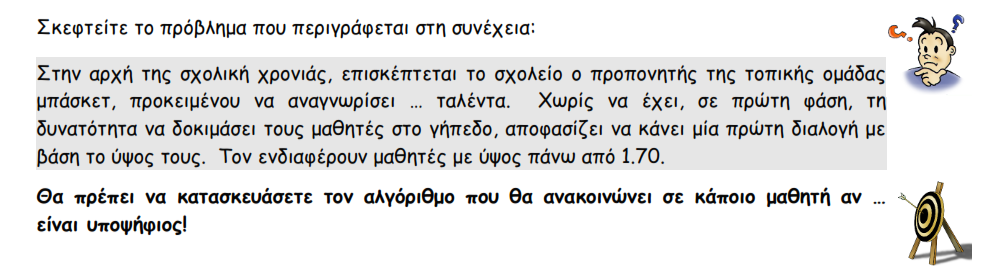 Σκεφτείτε το πρόβλημα που περιγράφεται στη συνέχεια:
Στην αρχή της σχολική χρονιάς, επισκέπτεται το σχολείο ο προπονητής της τοπικής ομάδας
μπάσκετ, προκειμένου να αναγνωρίσει … ταλέντα. Χωρίς να έχει, σε πρώτη φάση, τη
δυνατότητα να δοκιμάσει τους μαθητές στο γήπεδο, αποφασίζει να κάνει μία πρώτη διαλογή με
βάση το ύψος τους. Τον ενδιαφέρουν μαθητές με ύψος πάνω από 1.70.
Θα πρέπει να κατασκευάσετε τον αλγόριθμο που θα ανακοινώνει σε κάποιο μαθητή αν …
είναι υποψήφιος!